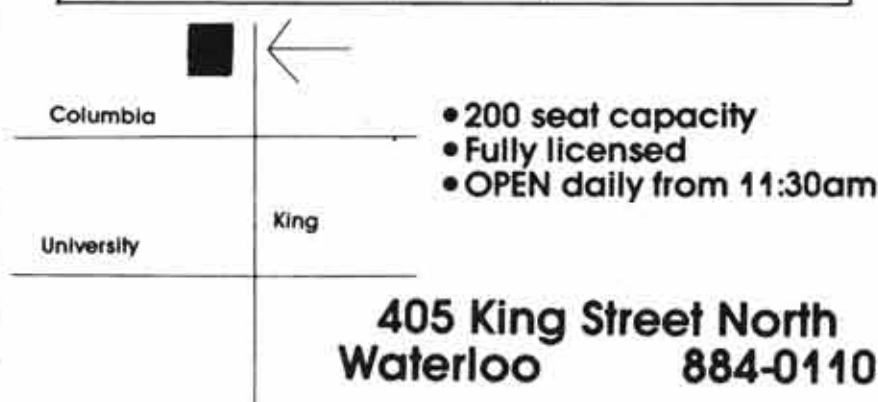 Columbia
• 200 seat capacity
• Fully licensed
• OPEN daily from 11:30am
King
University
405 King Street North
Waterloo 884-0110